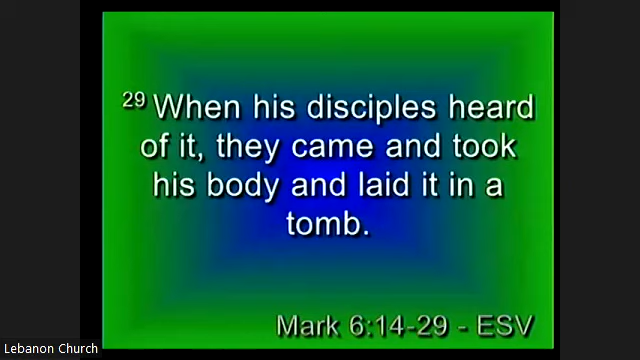 29 When his disciples heard
of it, they came and took
his body and laid it in a
tomb.
Mark 6:14-29 - ESV
Lebanon Church